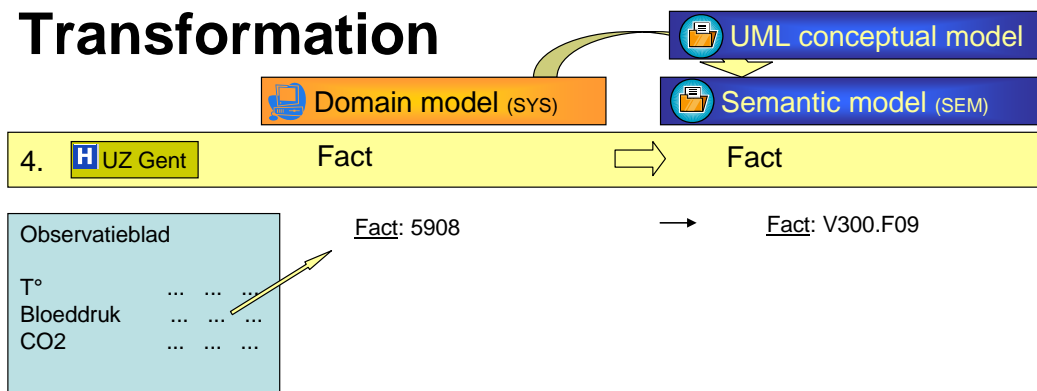 Transformation
UML conceptual model
Domain model (SYS)
Semantic model (SEM)
4. H UZ Gent Fact Fact
Observatieblad
Fact: 5908
Fact: V300.F09
T° ... ... ...
Bloeddruk ... ... ...
CO2 ... ... ...